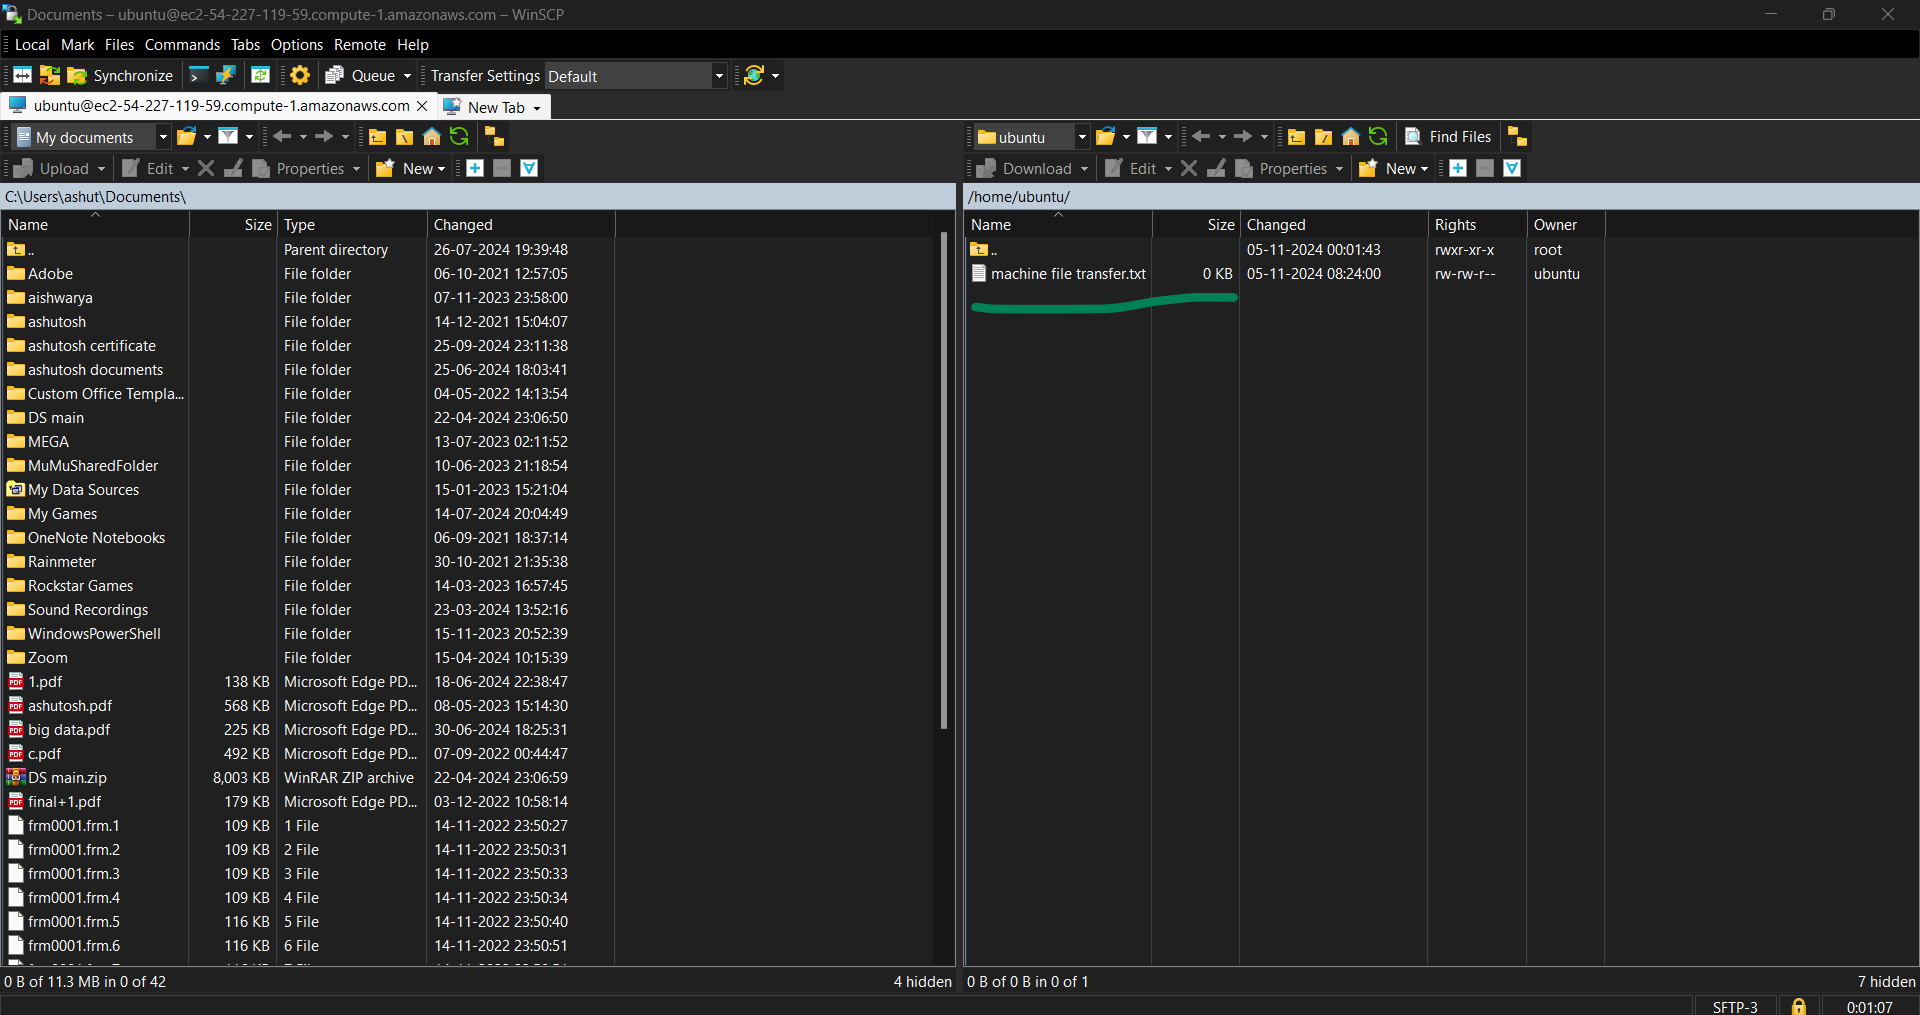 Documents – ubuntu@ec2-54-227-119-59.compute-1.amazonaws.com – WinSCP
Local Mark Files Commands Tabs Options Remote Help
Synchronize Queue Transfer Settings Default
ubuntu@ec2-54-227-119-59.compute-1.amazonaws.com New Tab
My documents
Upload Edit Properties New
C:\Users\ashut\Documents\
Name Size Type Changed
.. Parent directory 26-07-2024 19:39:48
Adobe File folder 06-10-2021 12:57:05
aishwarya File folder 07-11-2023 23:58:00
ashutosh File folder 14-12-2021 15:04:07
ashutosh certificate File folder 25-09-2024 23:11:38
ashutosh documents File folder 25-06-2024 18:03:41
Custom Office Templa... File folder 04-05-2022 14:13:54
DS main File folder 22-04-2024 23:06:50
MEGA File folder 13-07-2023 02:11:52
MuMuSharedFolder File folder 10-06-2023 21:18:54
My Data Sources File folder 15-01-2023 15:21:04
My Games File folder 14-07-2024 20:04:49
OneNote Notebooks File folder 06-09-2021 18:37:14
Rainmeter File folder 30-10-2021 21:35:38
Rockstar Games File folder 14-03-2023 16:57:45
Sound Recordings File folder 23-03-2024 13:52:16
WindowsPowerShell File folder 15-11-2023 20:52:39
Zoom File folder 15-04-2024 10:15:39
1.pdf 138 KB Microsoft Edge PD... 18-06-2024 22:38:47
ashutosh.pdf 568 KB Microsoft Edge PD... 08-05-2023 15:14:30
big data.pdf 225 KB Microsoft Edge PD... 30-06-2024 18:25:31
c.pdf 492 KB Microsoft Edge PD... 07-09-2022 00:44:47
DS main.zip 8,003 KB WinRAR ZIP archive 22-04-2024 23:06:59
final+1.pdf 179 KB Microsoft Edge PD... 03-12-2022 10:58:14
frm0001.frm.1 109 KB 1 File 14-11-2022 23:50:27
frm0001.frm.2 109 KB 2 File 14-11-2022 23:50:31
frm0001.frm.3 109 KB 3 File 14-11-2022 23:50:33
frm0001.frm.4 109 KB 4 File 14-11-2022 23:50:34
frm0001.frm.5 116 KB 5 File 14-11-2022 23:50:40
frm0001.frm.6 116 KB 6 File 14-11-2022 23:50:51
0 B of 11.3 MB in 0 of 42 4 hidden
ubuntu Find Files
Download Edit Properties New
/home/ubuntu/
Name Size Changed Rights Owner
.. 05-11-2024 00:01:43 rwxr-xr-x root
machine file transfer.txt 0 KB 05-11-2024 08:24:00 rw-rw-r-- ubuntu
0 B of 0 B in 0 of 1 7 hidden
SFTP-3 0:01:07